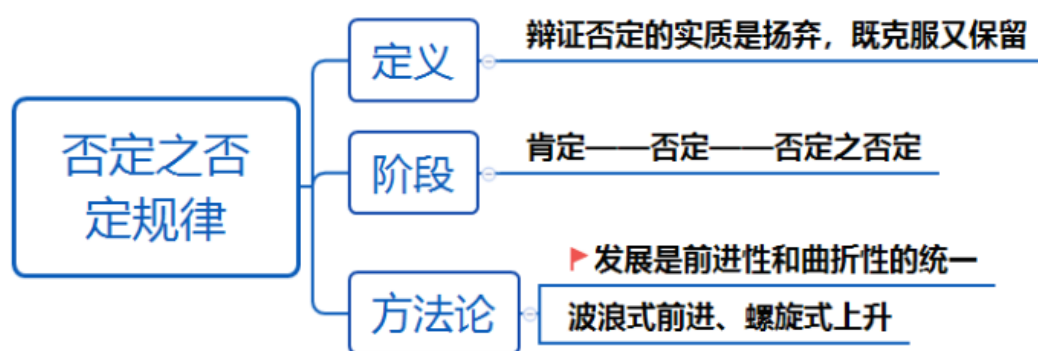 否定之否
定规律
定义
辩证否定的实质是扬弃，既克服又保留
阶段
肯定——否定——否定之否定
方法论
发展是前进性和曲折性的统一
波浪式前进、螺旋式上升